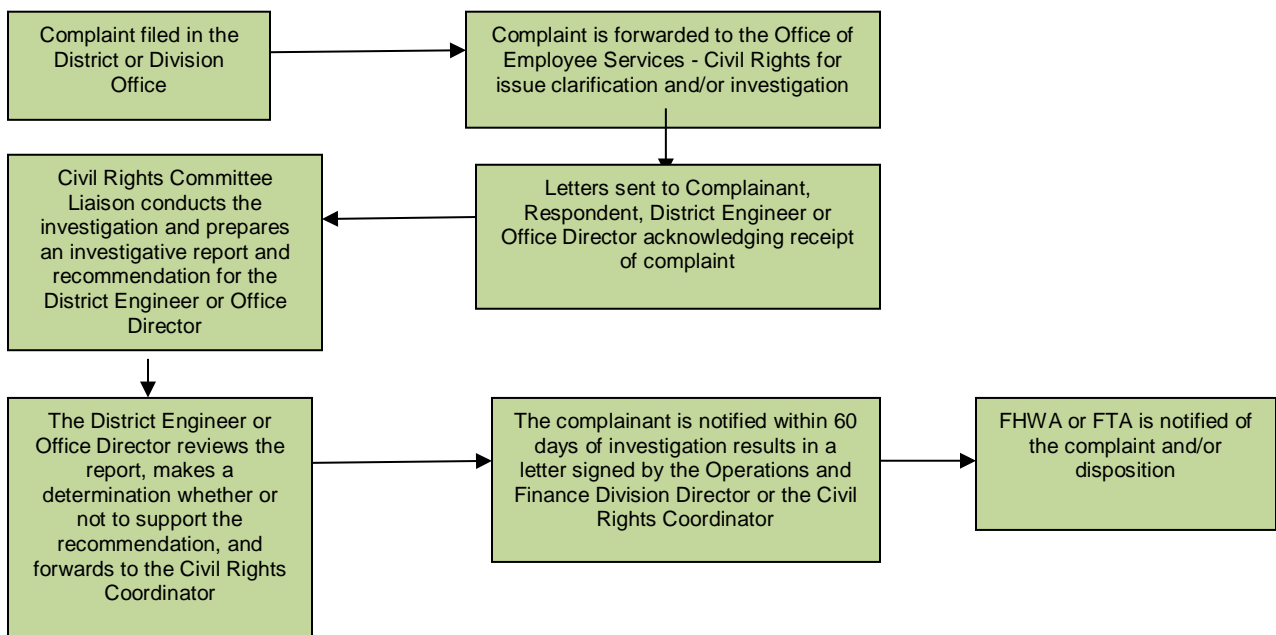 Complaint filed in the
District or Division
Office
Complaint is forwarded to the Office of
Employee Services - Civil Rights for
issue clarification and/or investigation
Letters sent to Complainant,
Respondent, District Engineer or
Office Director acknowledging receipt
of complaint
Civil Rights Committee
Liaison conducts the
investigation and prepares
an investigative report and
recommendation for the
District Engineer or Office
Director
The District Engineer or
Office Director reviews the
report, makes a
determination whether or
not to support the
recommendation, and
forwards to the Civil Rights
Coordinator
The complainant is notified within 60
days of investigation results in a
letter signed by the Operations and
Finance Division Director or the Civil
Rights Coordinator
FHWA or FTA is notified of
the complaint and/or
disposition